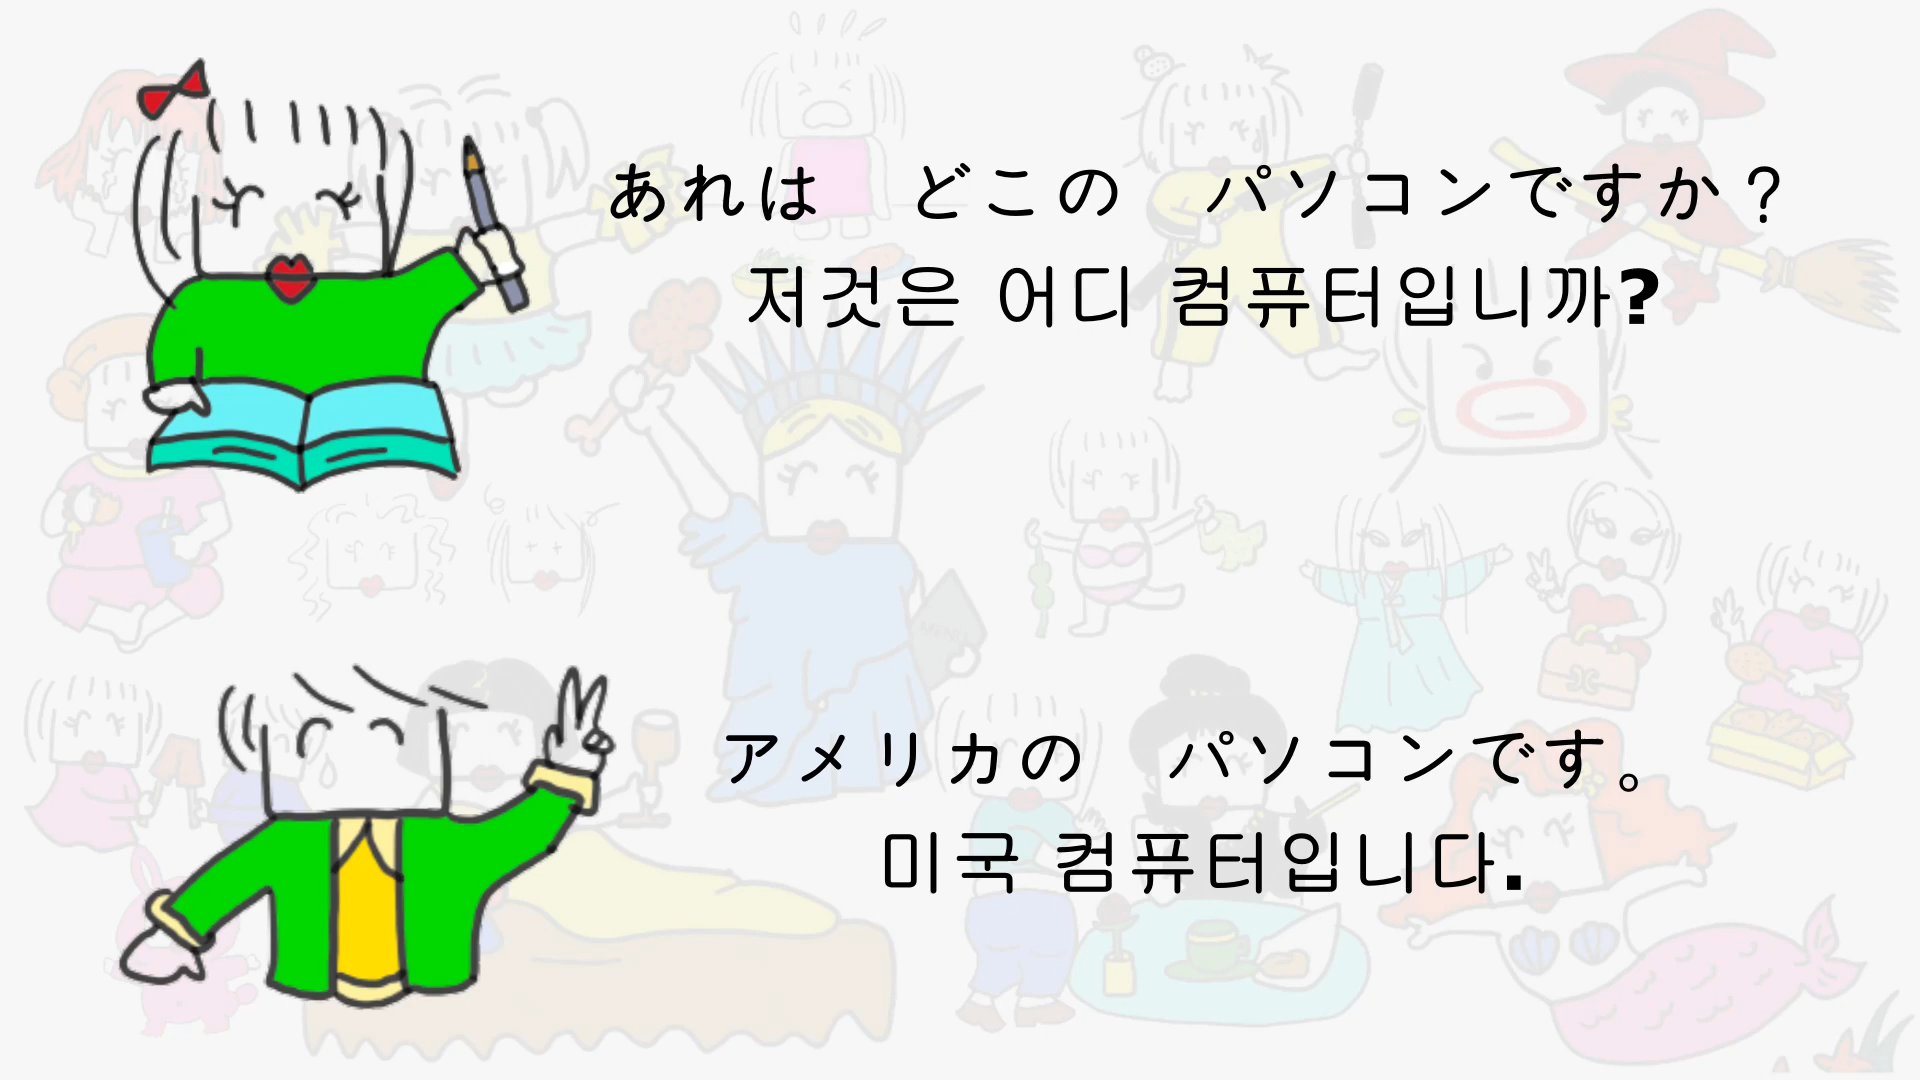 あれは　どこの　パソコンですか？
저것은 어디 컴퓨터입니까?
アメリカの　パソコンです。
미국 컴퓨터입니다.